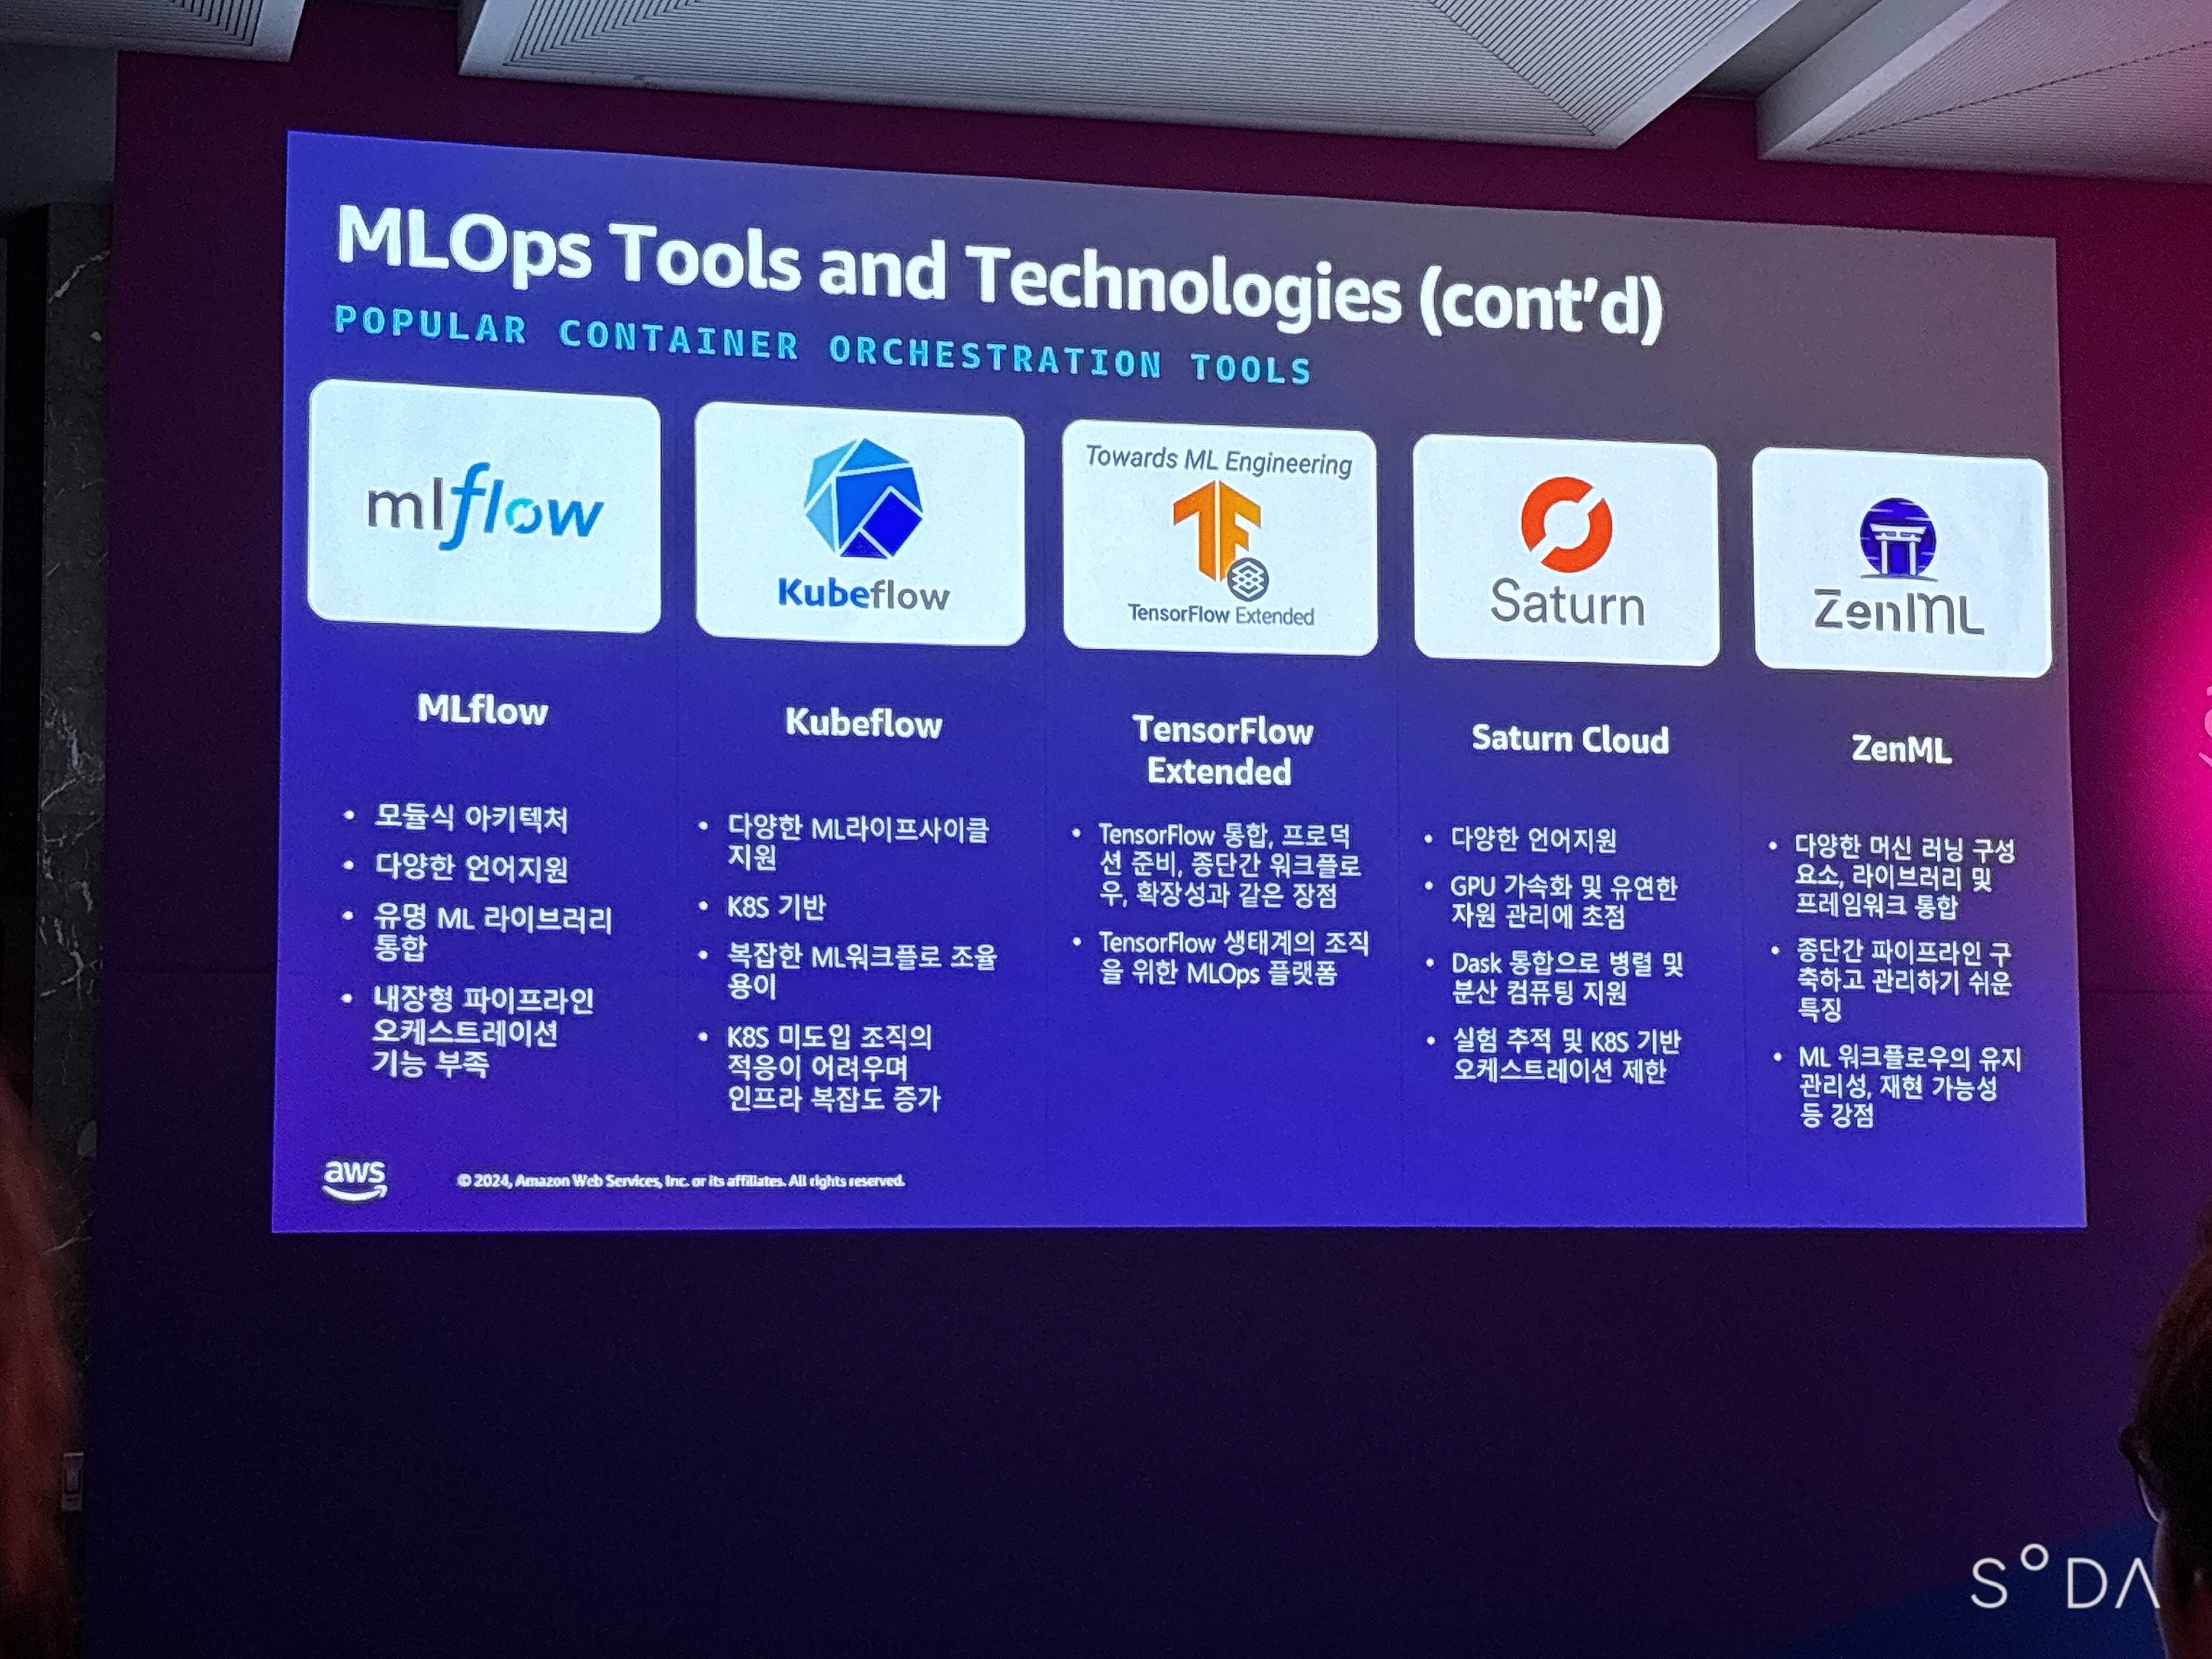 MLOps Tools and Technologies (cont'd)
POPULAR CONTAINER ORCHESTRATION TOOLS
mlflow
Kubeflow
Towards ML Engineering
TF
TensorFlow Extended
Saturn
ZenML
MLflow
• 모듈식 아키텍처
• 다양한 언어지원
• 유명 ML 라이브러리
통합
• 내장형 파이프라인
오케스트레이션
기능 부족
Kubeflow
• 다양한 ML라이프사이클
지원
• K8S 기반
• 복잡한 ML워크플로 조율
용이
• K8S 미도입 조직의
적응이 어려우며
인프라 복잡도 증가
TensorFlow
Extended
• TensorFlow 통합, 프로덕
션 준비, 종단간 워크플로
우, 확장성과 같은 장점
• TensorFlow 생태계의 조직
을 위한 MLOps 플랫폼
Saturn Cloud
• 다양한 언어지원
• GPU 가속화 및 유연한
자원 관리에 초점
• Dask 통합으로 병렬 및
분산 컴퓨팅 지원
• 실험 추적 및 K8S 기반
오케스트레이션 제한
ZenML
• 다양한 머신 러닝 구성
요소, 라이브러리 및
프레임워크 통합
• 종단간 파이프라인 구
축하고 관리하기 쉬운
특징
• ML 워크플로우의 유지
관리성, 재현 가능성
등 강점
aws
© 2024, Amazon Web Services, Inc. or its affiliates. All rights reserved.
SODA